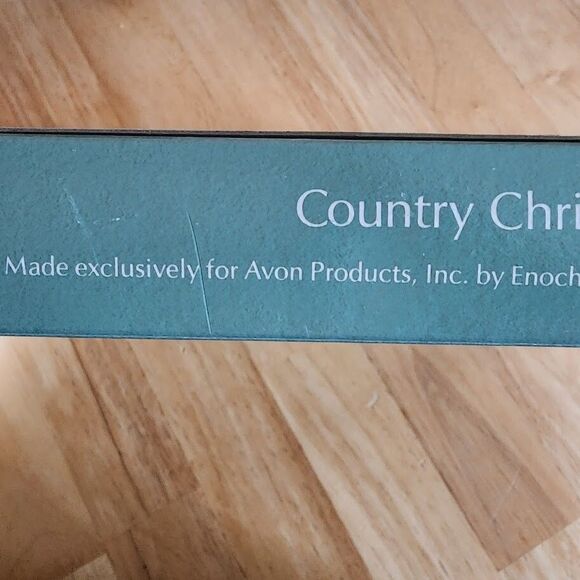 Country Chri
Made exclusively for Avon Products, Inc. by Enoch